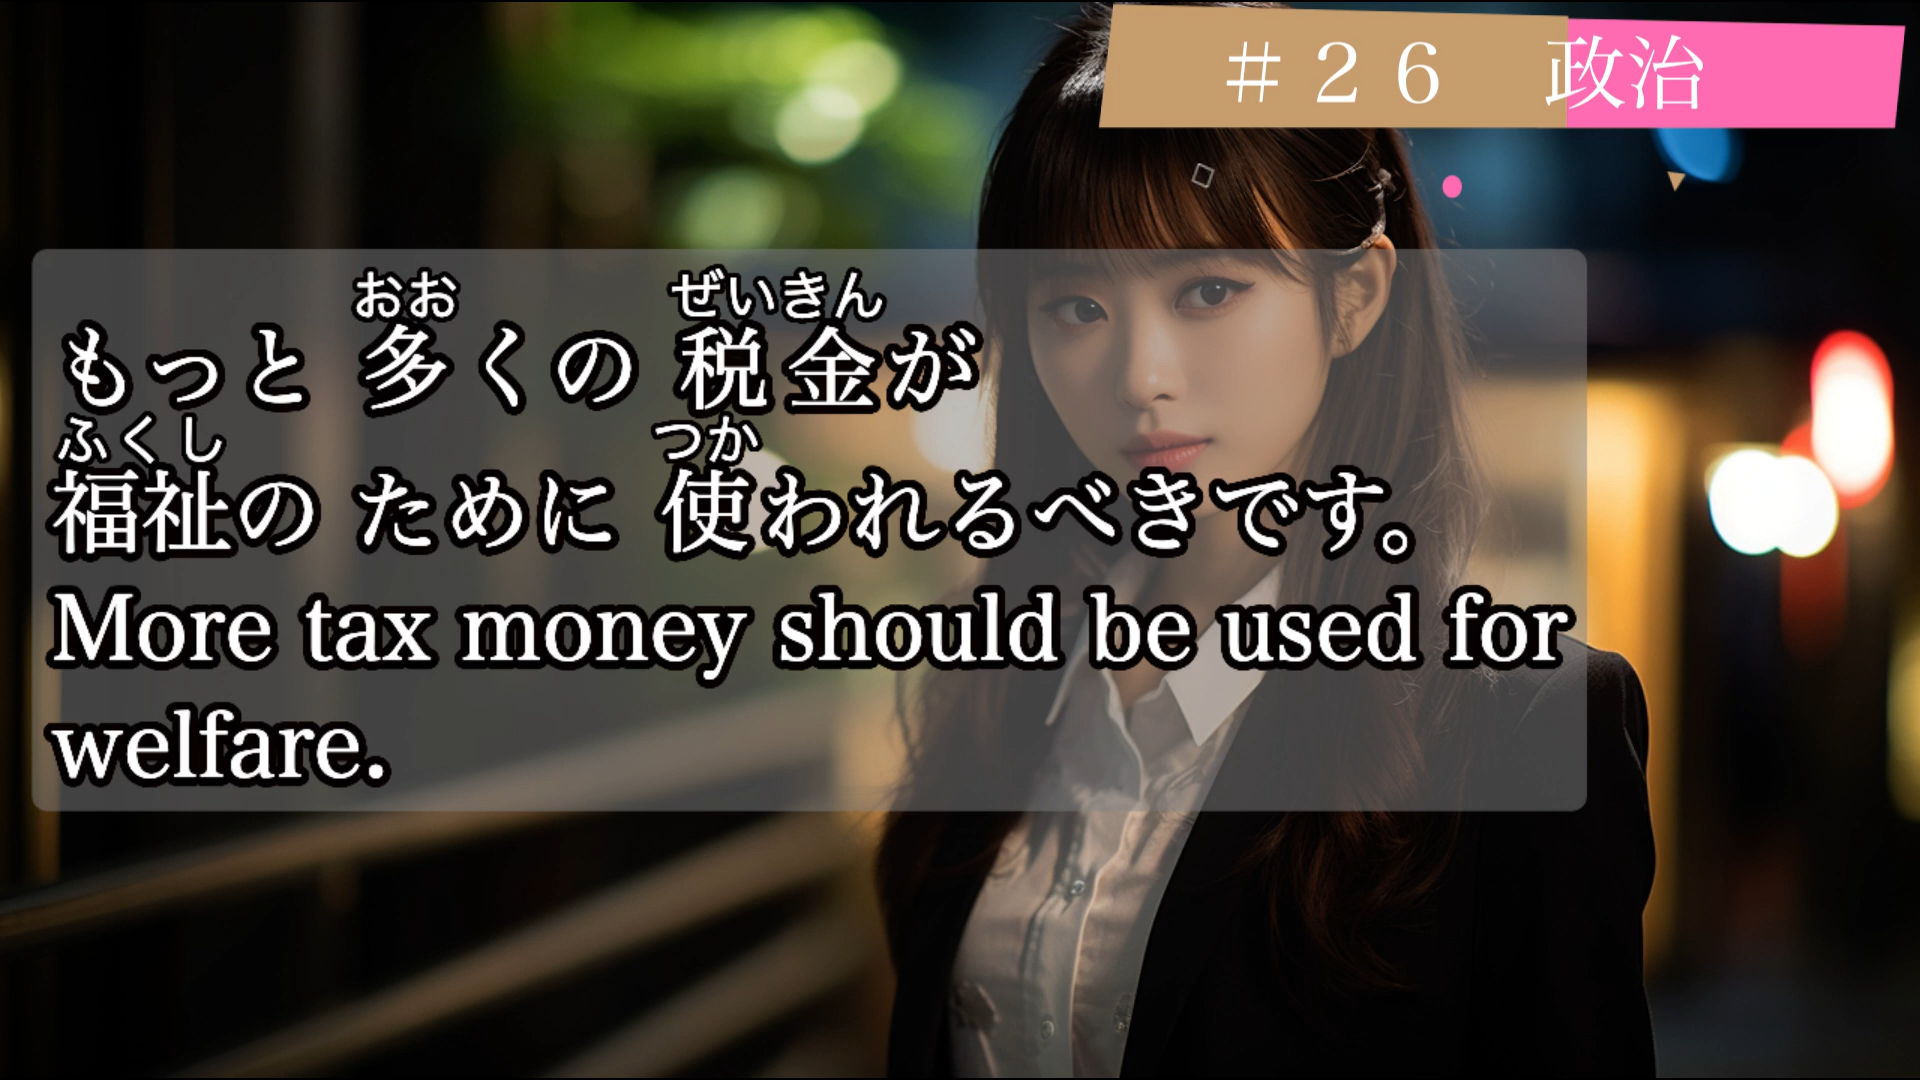 ＃２６　政治
おお ぜいきん
もっと 多くの 税金が
ふくし つか
福祉の ために 使われるべきです。
More tax money should be used for
welfare.